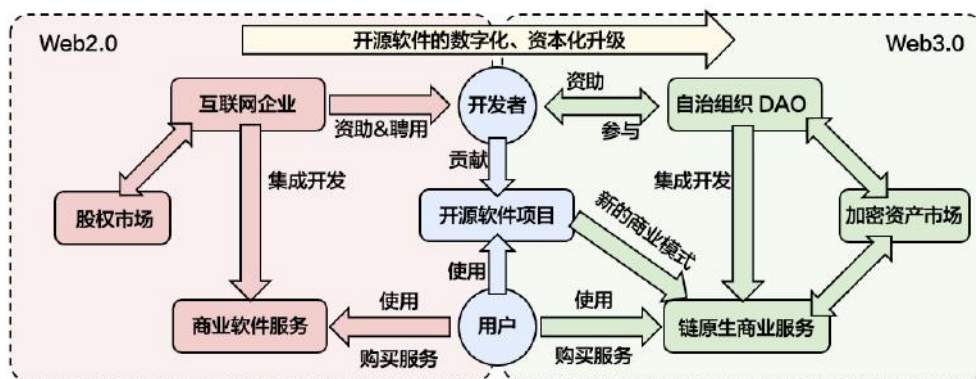 Web2.0
开源软件的数字化、资本化升级
Web3.0
互联网企业
资助&聘用
开发者
资助
参与
自治组织 DAO
集成开发
贡献
集成开发
股权市场
开源软件项目
新的商业模式
加密资产市场
使用
使用
使用
商业软件服务
用户
链原生商业服务
购买服务
购买服务